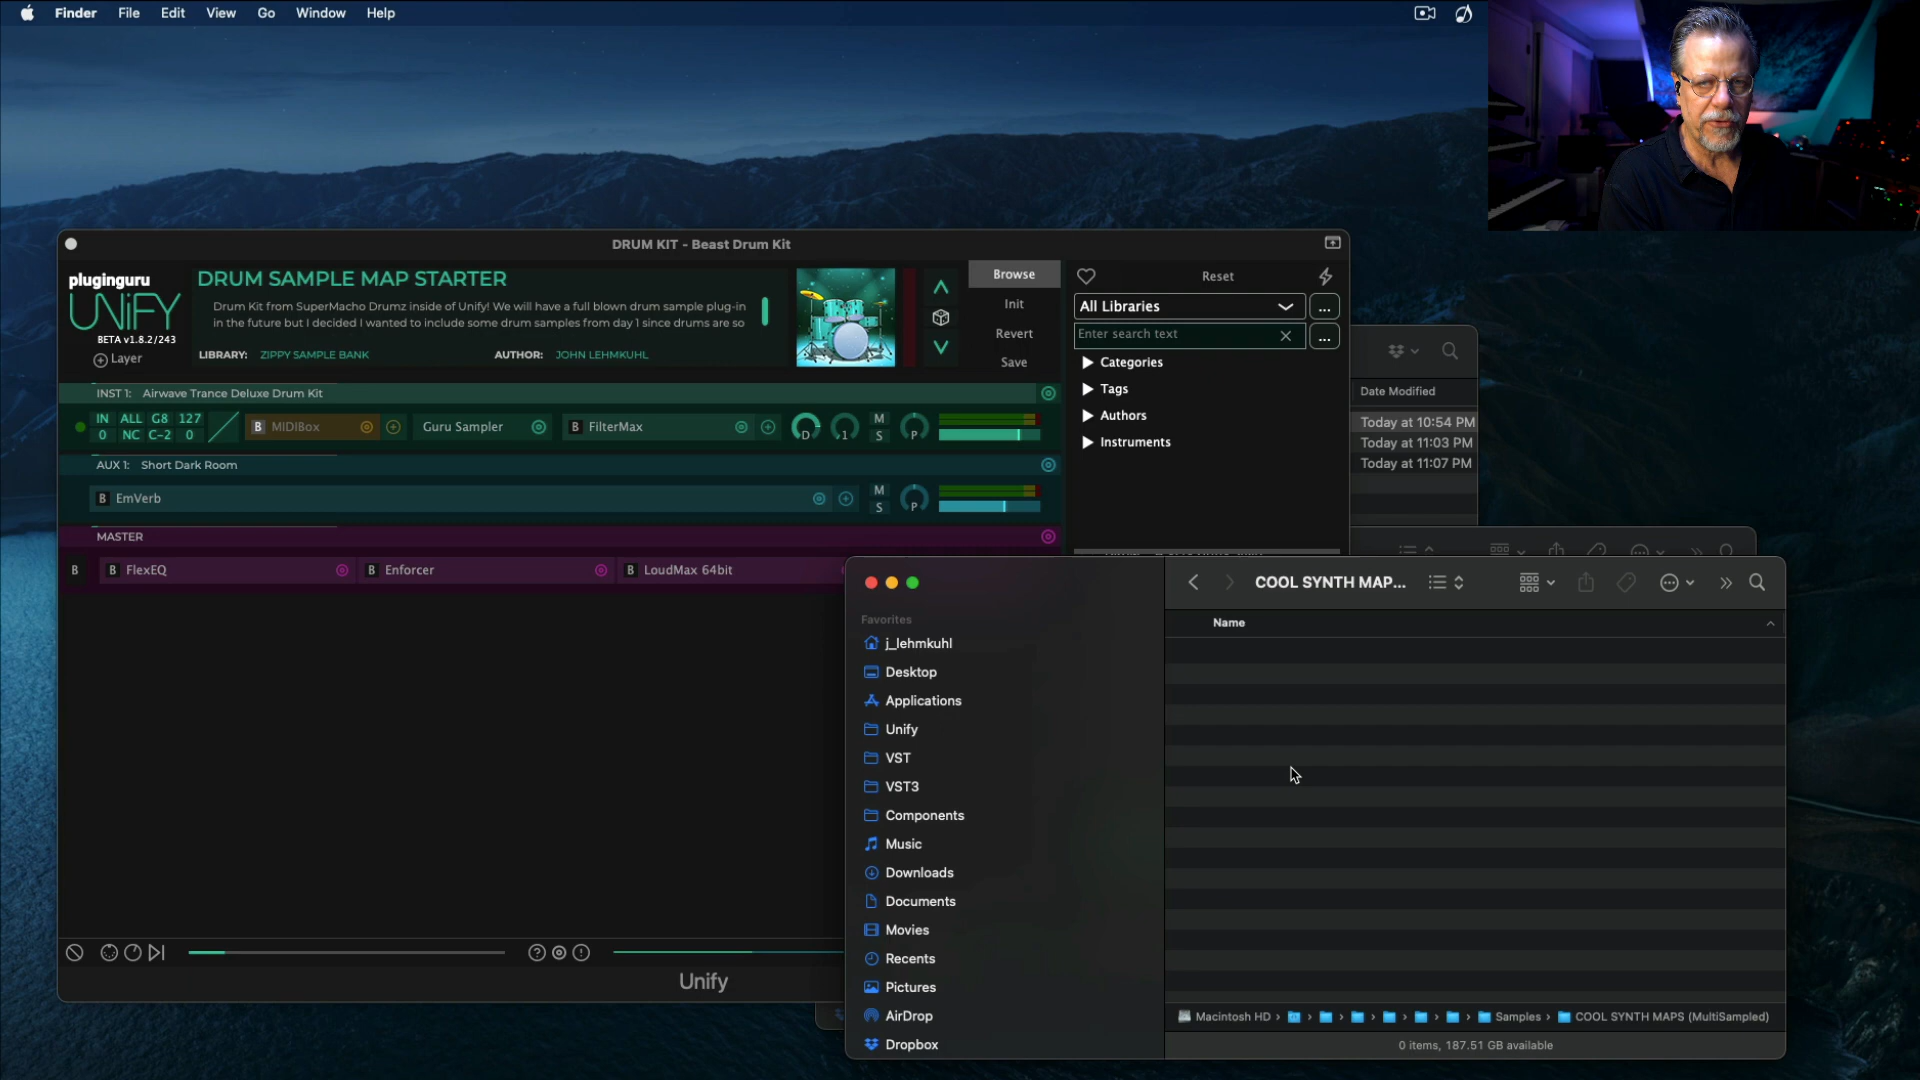 Finder File Edit View Go Window Help
DRUM KIT - Beast Drum Kit
pluginguru
UNIFY
BETA v1.8.2/243
Layer
DRUM SAMPLE MAP STARTER
Drum Kit from SuperMacho Drumz inside of Unify! We will have a full blown drum sample plug-in
in the future but I decided I wanted to include some drum samples from day 1 since drums are so
LIBRARY: ZIPPY SAMPLE BANK AUTHOR: JOHN LEHMKUHL
Browse
Init
Revert
Save
Reset
All Libraries ...
Enter search text ...
Categories
Tags
Authors
Instruments
INST 1: Airwave Trance Deluxe Drum Kit
IN ALL G8 127
0 NC C-2 0
B MIDIBox Guru Sampler B FilterMax D 1 M S P
AUX 1: Short Dark Room
B EmVerb M S P
MASTER
B B FlexEQ B Enforcer B LoudMax 64bit
Unify
Date Modified
Today at 10:54 PM
Today at 11:03 PM
Today at 11:07 PM
COOL SYNTH MAP...
Name
Favorites
j_lehmkuhl
Desktop
Applications
Unify
VST
VST3
Components
Music
Downloads
Documents
Movies
Recents
Pictures
AirDrop
Dropbox
Macintosh HD › › › › › › › Samples › COOL SYNTH MAPS (MultiSampled)
0 items, 187.51 GB available